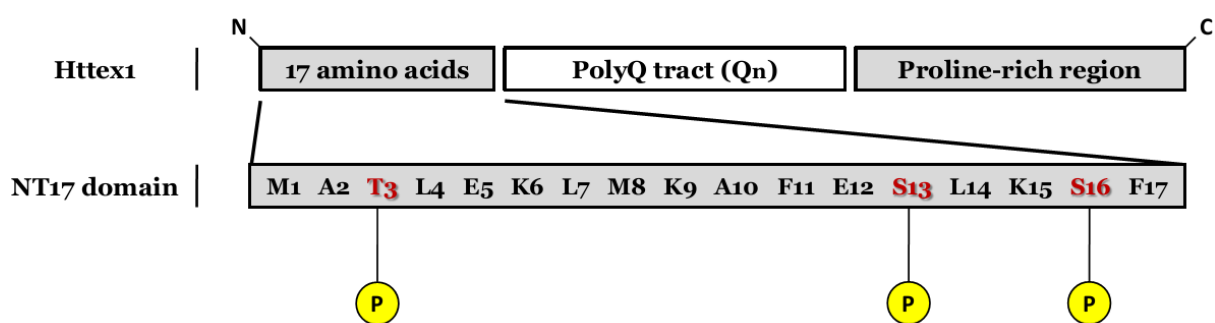 N C
Httex1 17 amino acids PolyQ tract (Qn) Proline-rich region
NT17 domain M1 A2 T3 L4 E5 K6 L7 M8 K9 A10 F11 E12 S13 L14 K15 S16 F17
P P P